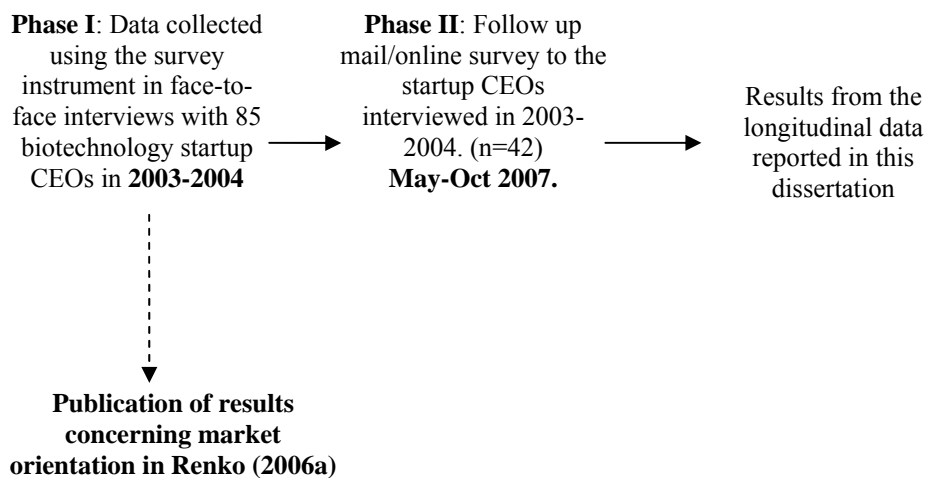 Phase I: Data collected
using the survey
instrument in face-to-
face interviews with 85
biotechnology startup
CEOs in 2003-2004
Phase II: Follow up
mail/online survey to the
startup CEOs
interviewed in 2003-
2004. (n=42)
May-Oct 2007.
Results from the
longitudinal data
reported in this
dissertation
Publication of results
concerning market
orientation in Renko (2006a)